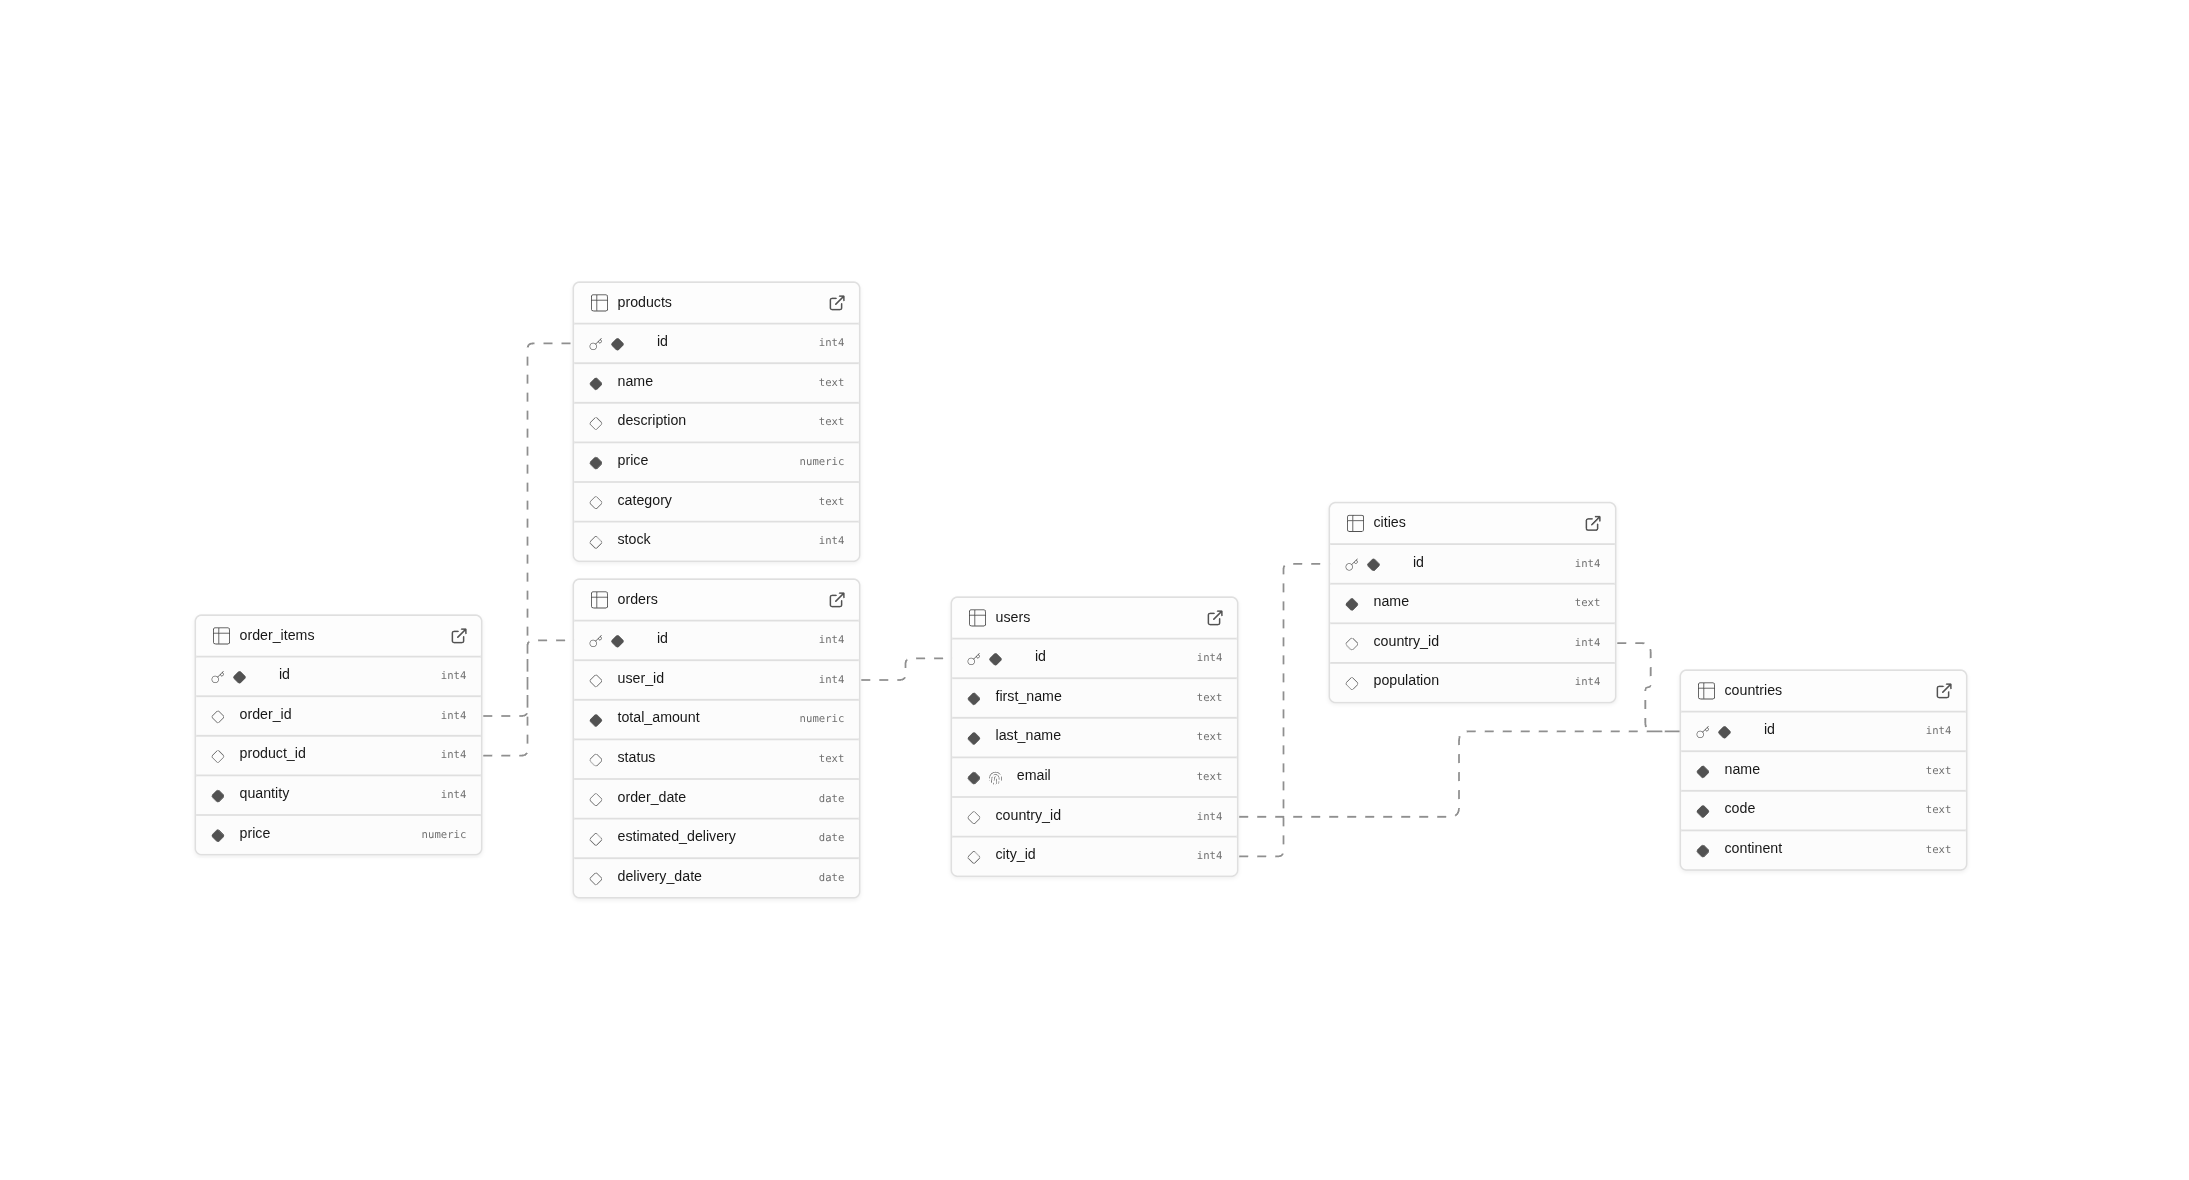 products
id int4
name text
description text
price numeric
category text
stock int4
orders
id int4
user_id int4
total_amount numeric
status text
order_date date
estimated_delivery date
delivery_date date
order_items
id int4
order_id int4
product_id int4
quantity int4
price numeric
users
id int4
first_name text
last_name text
email text
country_id int4
city_id int4
cities
id int4
name text
country_id int4
population int4
countries
id int4
name text
code text
continent text